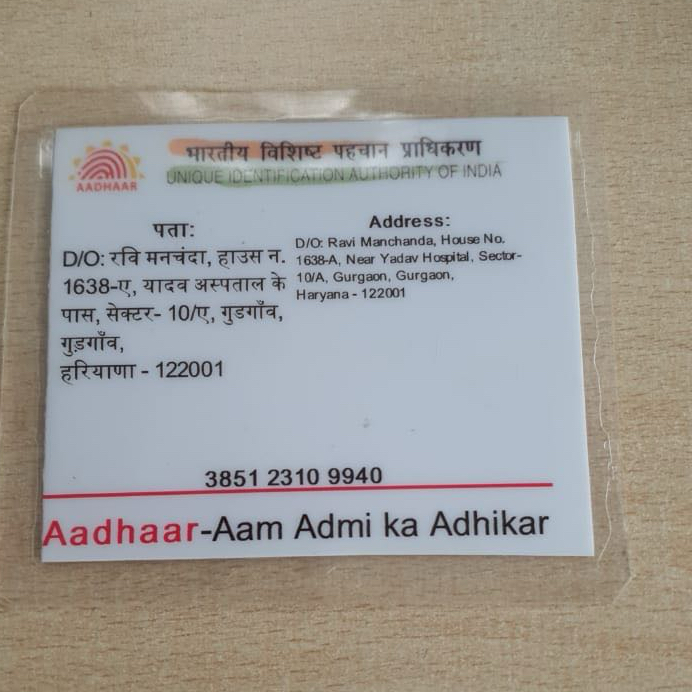 भारतीय विशिष्ट पहचान प्राधिकरण
UNIQUE IDENTIFICATION AUTHORITY OF INDIA
AADHAAR
पता:
D/O: रवि मनचंदा, हाउस न.
1638-ए, यादव अस्पताल के
पास, सेक्टर- 10/ए, गुडगाँव,
गुड़गाँव,
हरियाणा - 122001
Address:
D/O: Ravi Manchanda, House No.
1638-A, Near Yadav Hospital, Sector-
10/A, Gurgaon, Gurgaon,
Haryana - 122001
3851 2310 9940
Aadhaar-Aam Admi ka Adhikar